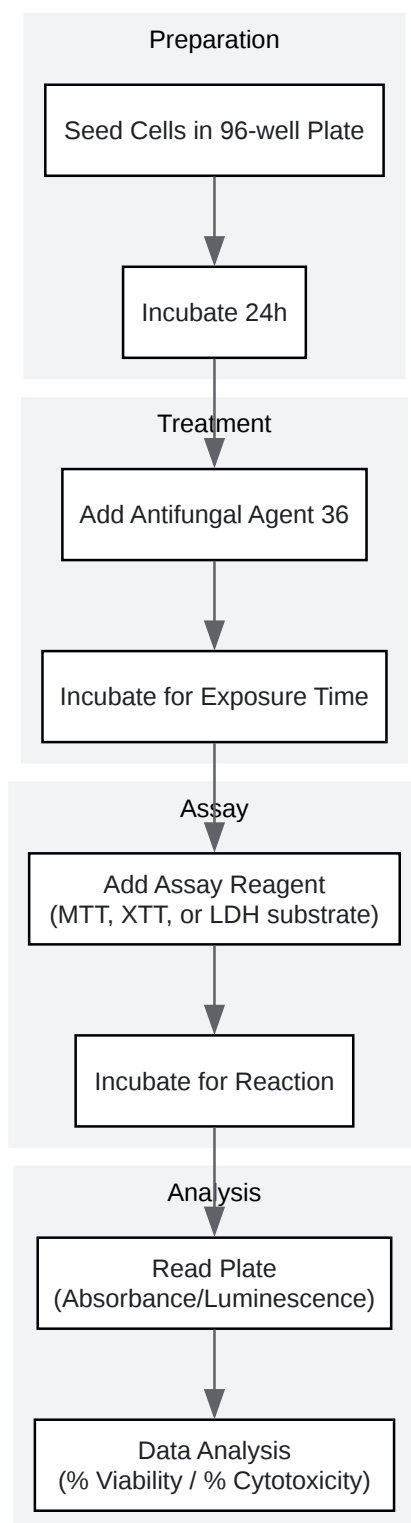 Preparation
Seed Cells in 96-well Plate
Incubate 24h
Treatment
Add Antifungal Agent 36
Incubate for Exposure Time
Assay
Add Assay Reagent
(MTT, XTT, or LDH substrate)
Incubate for Reaction
Analysis
Read Plate
(Absorbance/Luminescence)
Data Analysis
(% Viability / % Cytotoxicity)